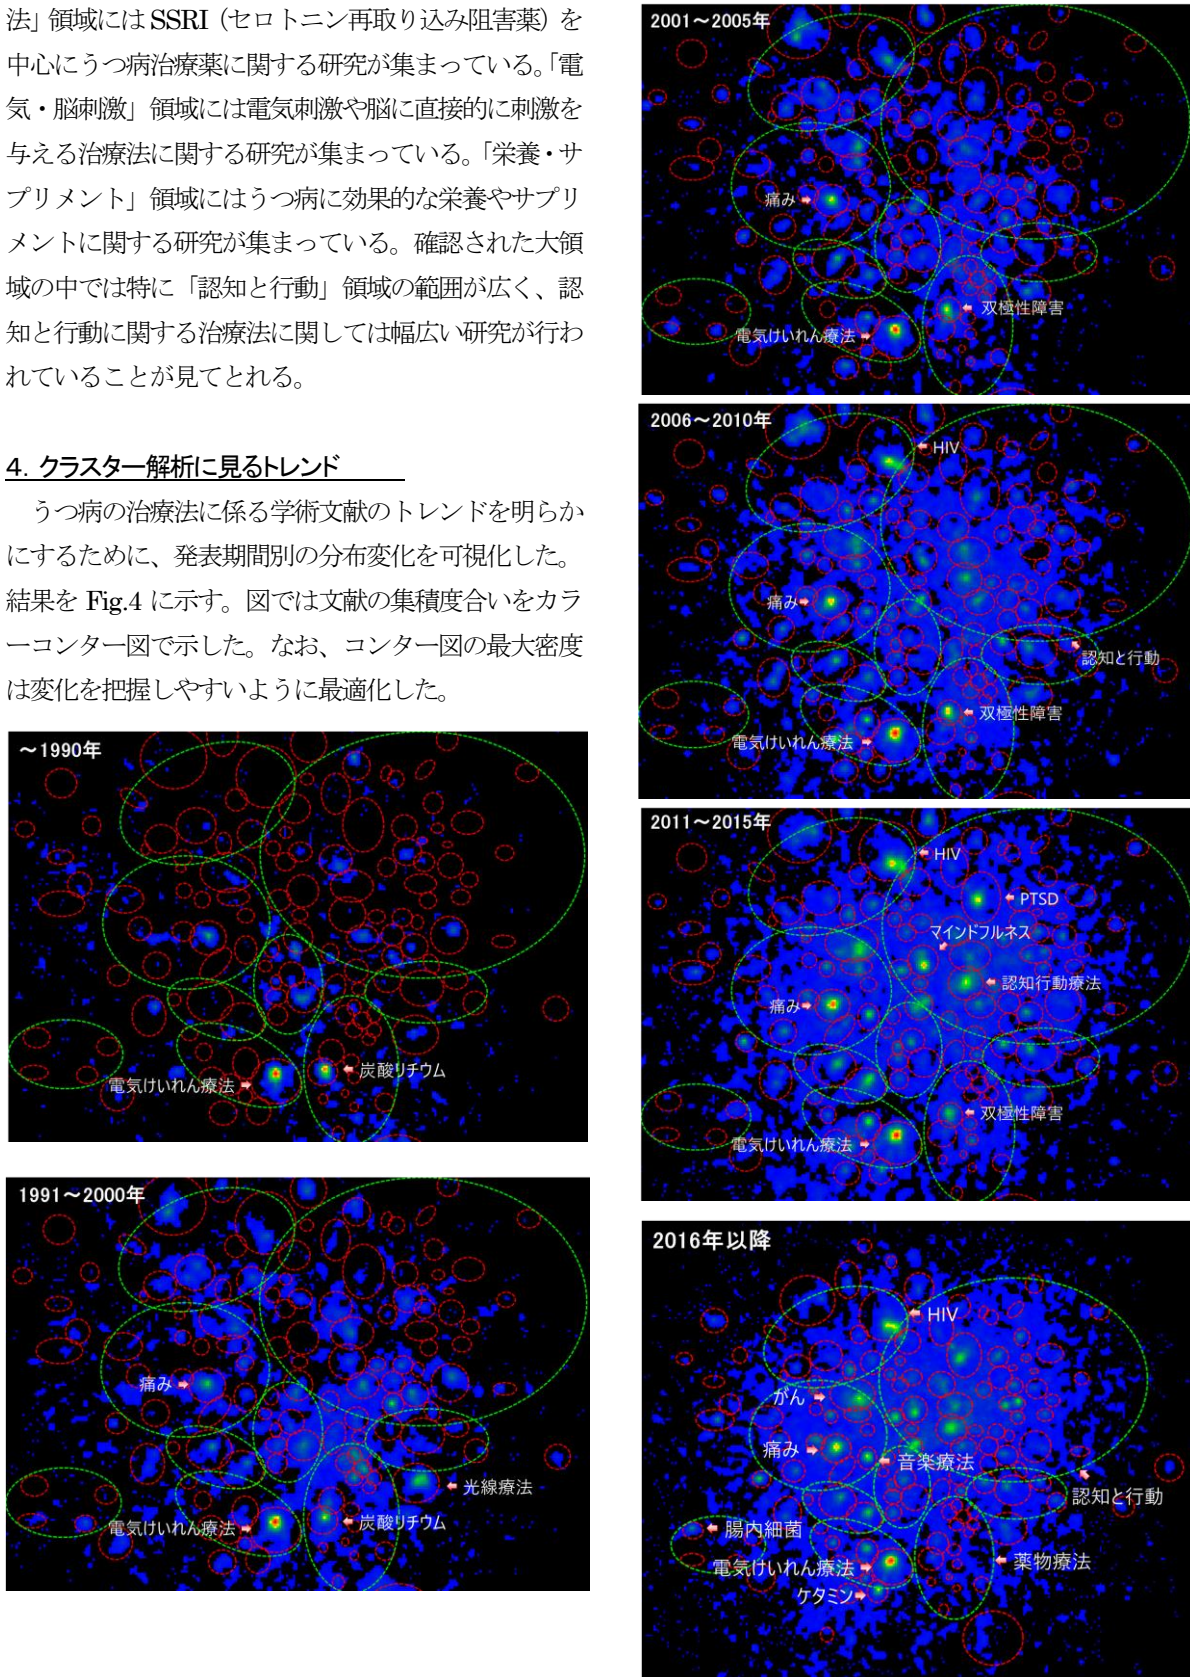 法」領域には SSRI（セロトニン再取り込み阻害薬）を
中心にうつ病治療薬に関する研究が集まっている。「電
気・脳刺激」領域には電気刺激や脳に直接的に刺激を
与える治療法に関する研究が集まっている。「栄養・サ
プリメント」領域にはうつ病に効果的な栄養やサプリ
メントに関する研究が集まっている。確認された大領
域の中では特に「認知と行動」領域の範囲が広く、認
知と行動に関する治療法に関しては幅広い研究が行わ
れていることが見てとれる。
4. クラスター解析に見るトレンド
うつ病の治療法に係る学術文献のトレンドを明らか
にするために、発表期間別の分布変化を可視化した。
結果を Fig.4 に示す。図では文献の集積度合いをカラ
ーコンター図で示した。なお、コンター図の最大密度
は変化を把握しやすいように最適化した。
～1990年
炭酸リチウム
電気けいれん療法
1991～2000年
痛み
光線療法
炭酸リチウム
電気けいれん療法
2001～2005年
痛み
双極性障害
電気けいれん療法
2006～2010年
HIV
痛み
認知と行動
双極性障害
電気けいれん療法
2011～2015年
HIV
PTSD
マインドフルネス
認知行動療法
痛み
双極性障害
電気けいれん療法
2016年以降
HIV
がん
痛み
音楽療法
認知と行動
腸内細菌
薬物療法
電気けいれん療法
ケタミン